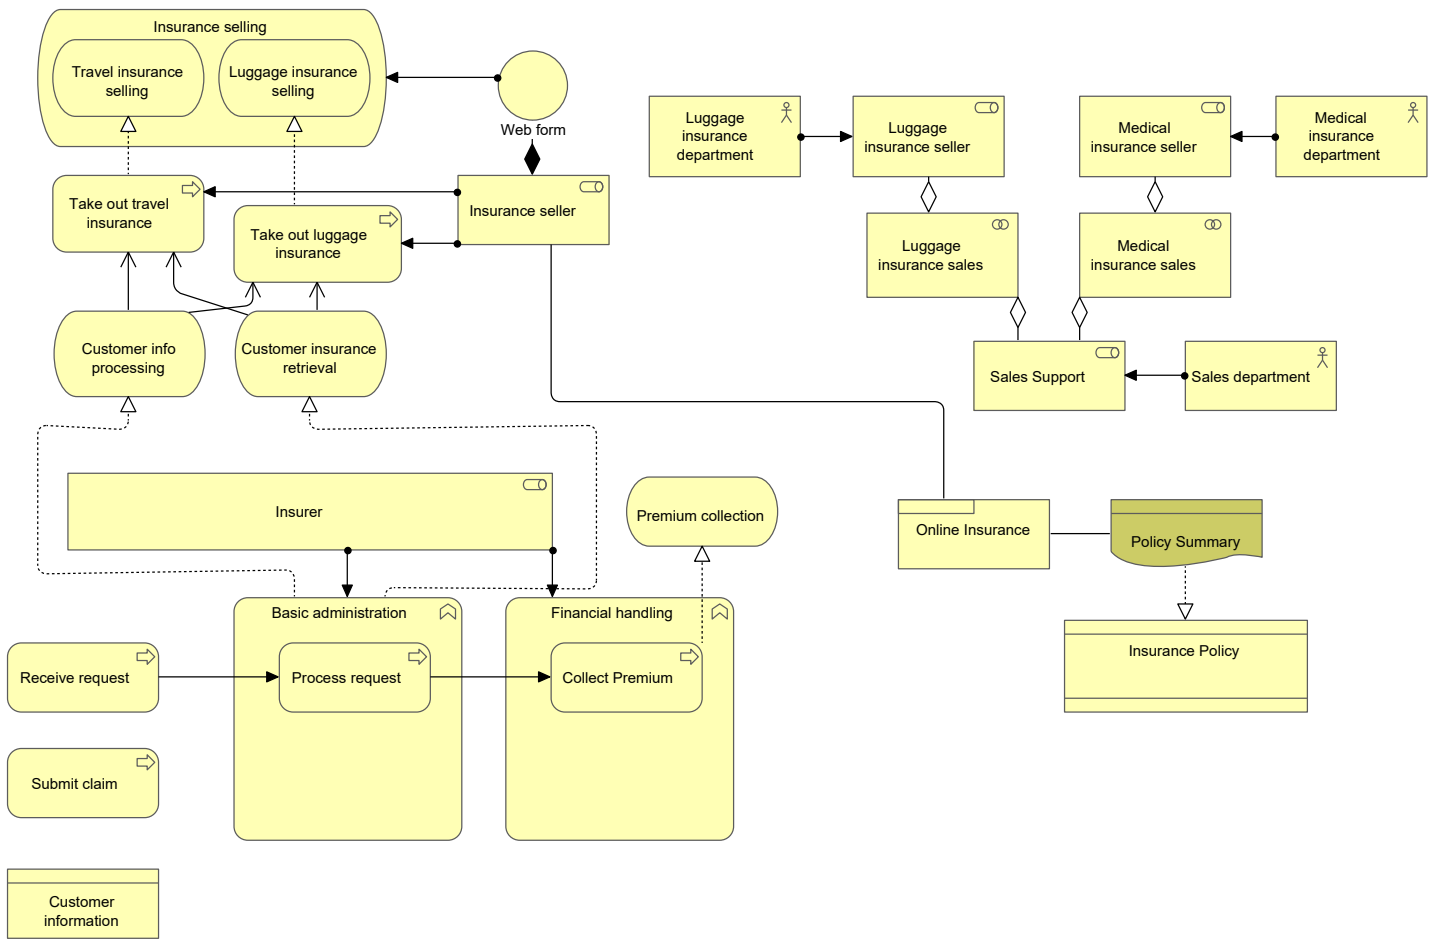 Insurance selling
Travel insurance
selling
Luggage insurance
selling
Web form
Luggage
insurance
department
Luggage
insurance seller
Medical
insurance seller
Medical
insurance
department
Take out travel
insurance
Take out luggage
insurance
Insurance seller
Luggage
insurance sales
Medical
insurance sales
Customer info
processing
Customer insurance
retrieval
Sales Support
Sales department
Insurer
Premium collection
Online Insurance
Policy Summary
Basic administration
Financial handling
Insurance Policy
Receive request
Process request
Collect Premium
Submit claim
Customer
information